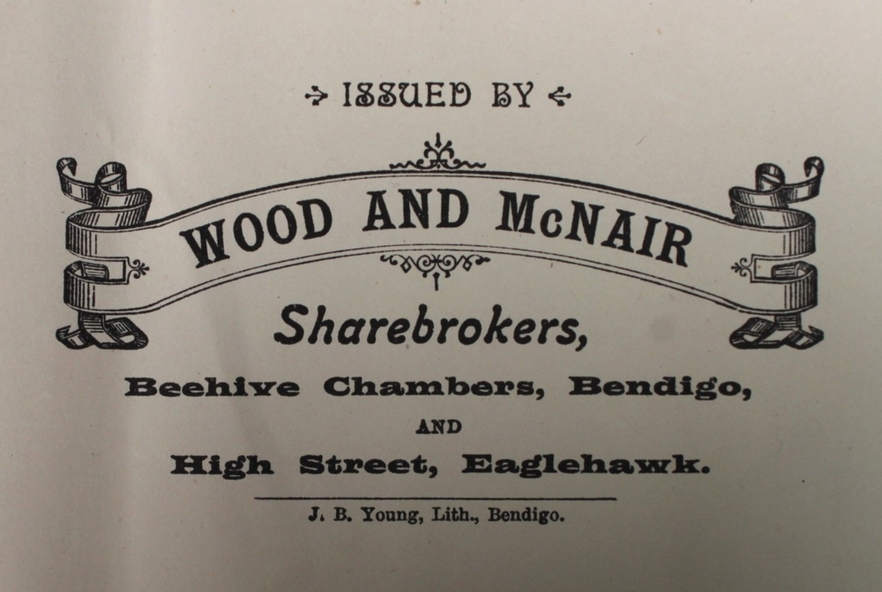 ISSUED BY
WOOD AND McNAIR
Sharebrokers,
Beehive Chambers, Bendigo,
AND
High Street, Eaglehawk.
J. B. Young, Lith., Bendigo.